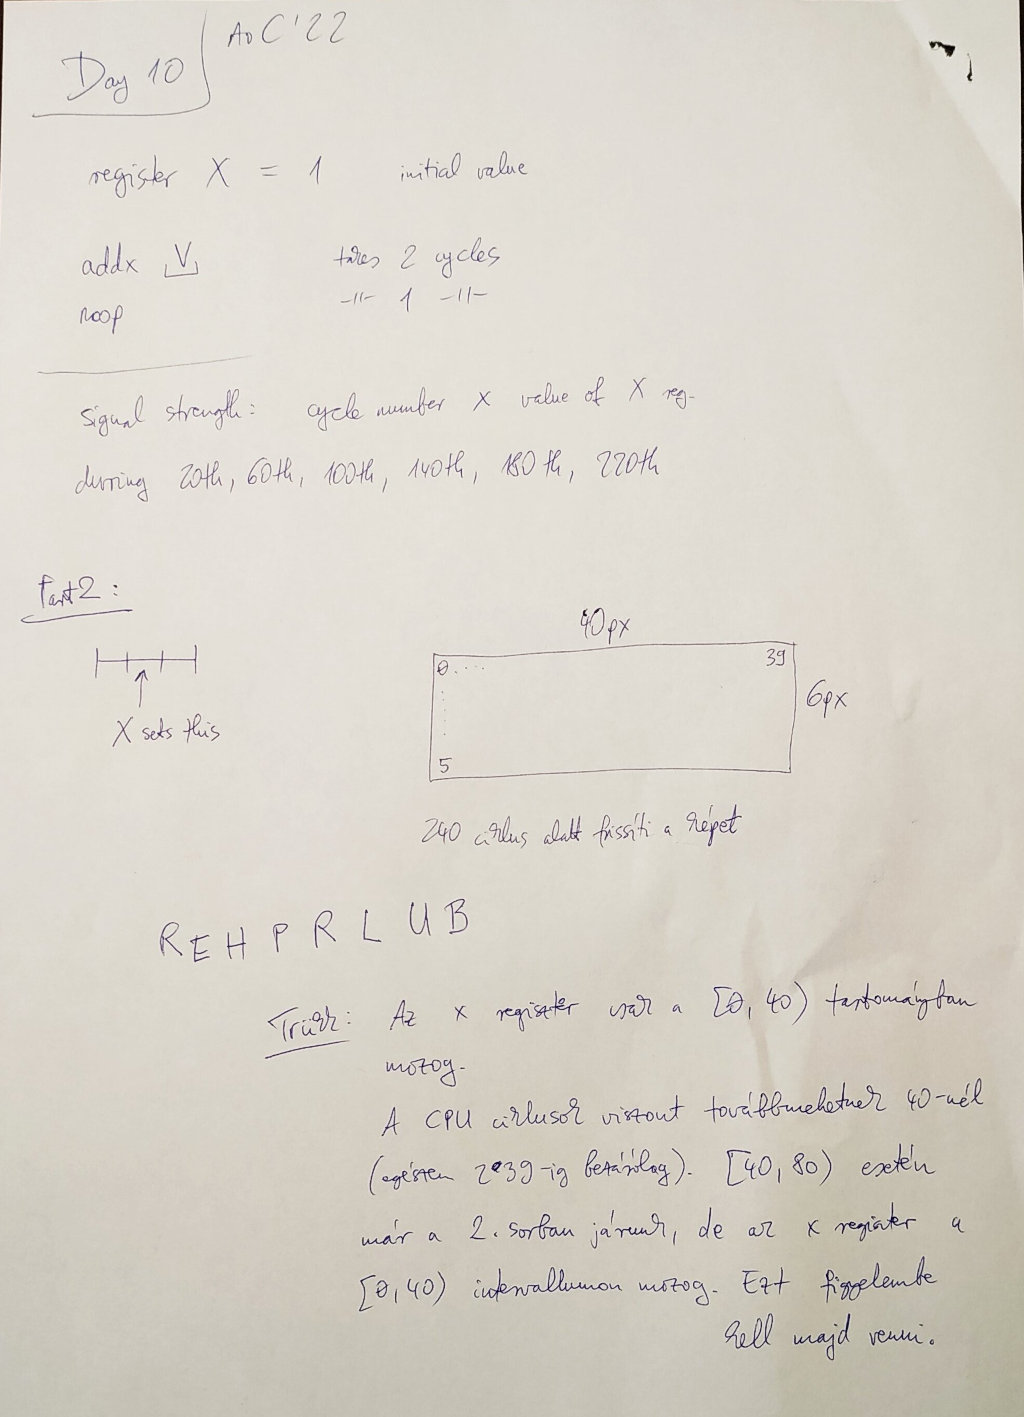 Day 10
AoC'22
register X = 1 initial value
addx V takes 2 cycles
noop -||- 1 -||-
Signal strength: cycle number x value of X reg.
during 20th, 60th, 100th, 140th, 180th, 220th
Part2:
40px
0.... 39
6px
X sets this
5
240 ciklus alatt frissíti a képet
REHPRLUB
Trükk: Az x regiszter csak a [0, 40) tartományban
mozog.
A CPU ciklusok viszont továbbmehetnek 40-nél
(egészen 239-ig bezárólag). [40, 80) esetén
már a 2. sorban járunk, de az x register a
[0, 40) intervallumon mozog. Ezt figyelembe
kell majd venni.